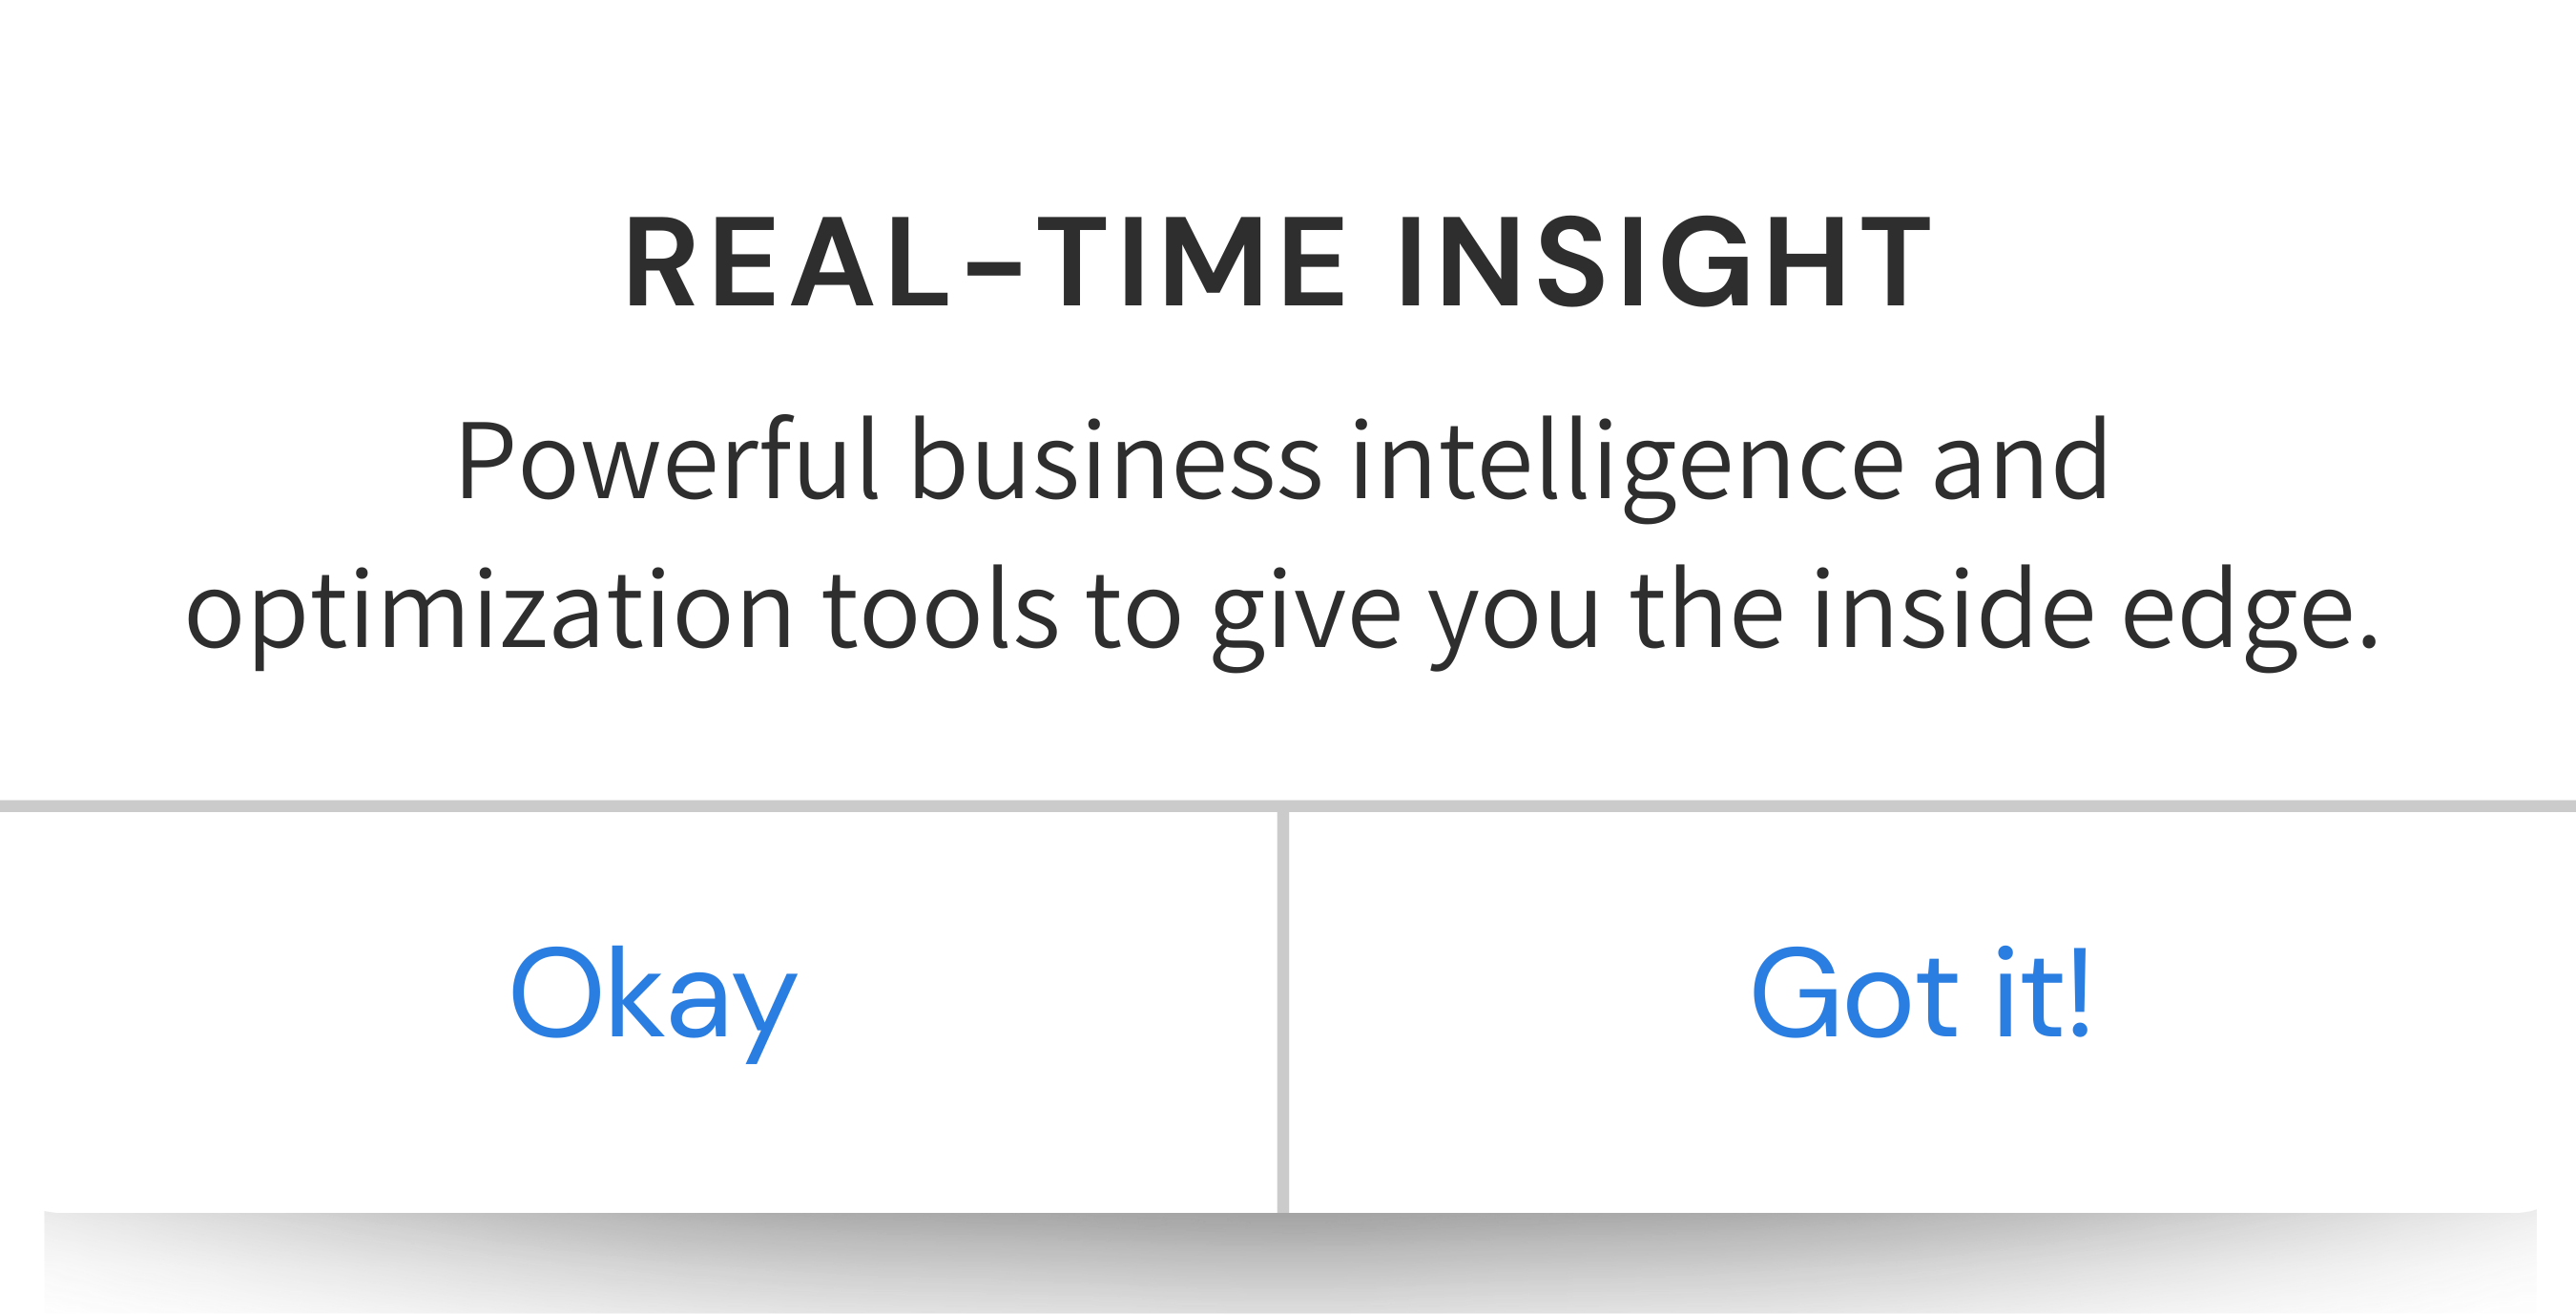 REAL-TIME INSIGHT
Powerful business intelligence and
optimization tools to give you the inside edge.
Okay
Got it!